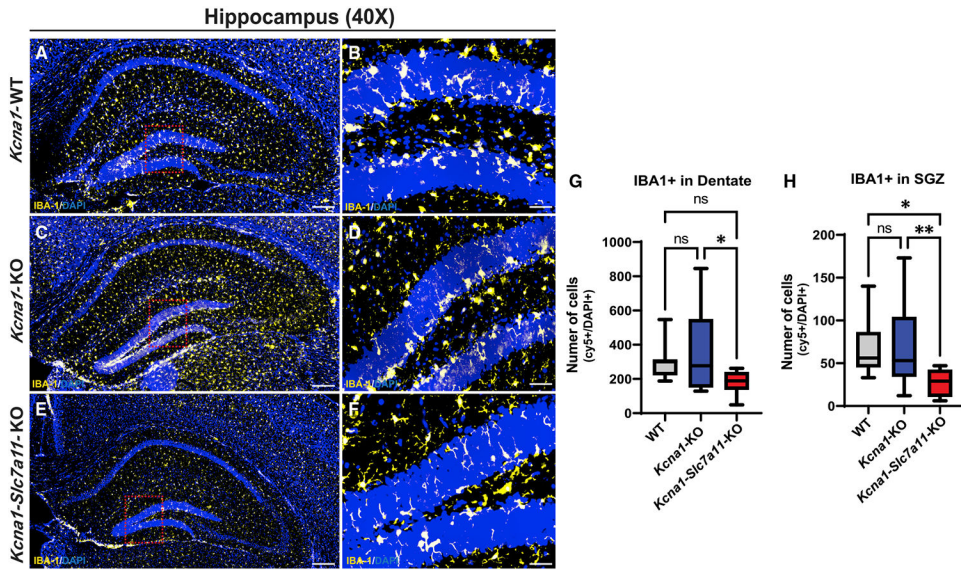 Hippocampus (40X)
Kcna1-WT
A
IBA-1/DAPI
B
IBA-1/DAPI
Kcna1-KO
C
IBA-1/DAPI
D
IBA-1/DAPI
Kcna1-Slc7a11- KO
E
IBA-1/DAPI
F
IBA-1/DAPI
G
IBA1+ in Dentate
ns
ns
*
Numer of cells
(cy5+/DAPI+)
1000
800
600
400
200
0
WT
Kcna1-KO
Kcna1-Slc7a11-KO
H
IBA1+ in SGZ
*
ns
**
Numer of cells
(cy5+/DAPI+)
200
150
100
50
0
WT
Kcna1-KO
Kcna1-Slc7a11-KO